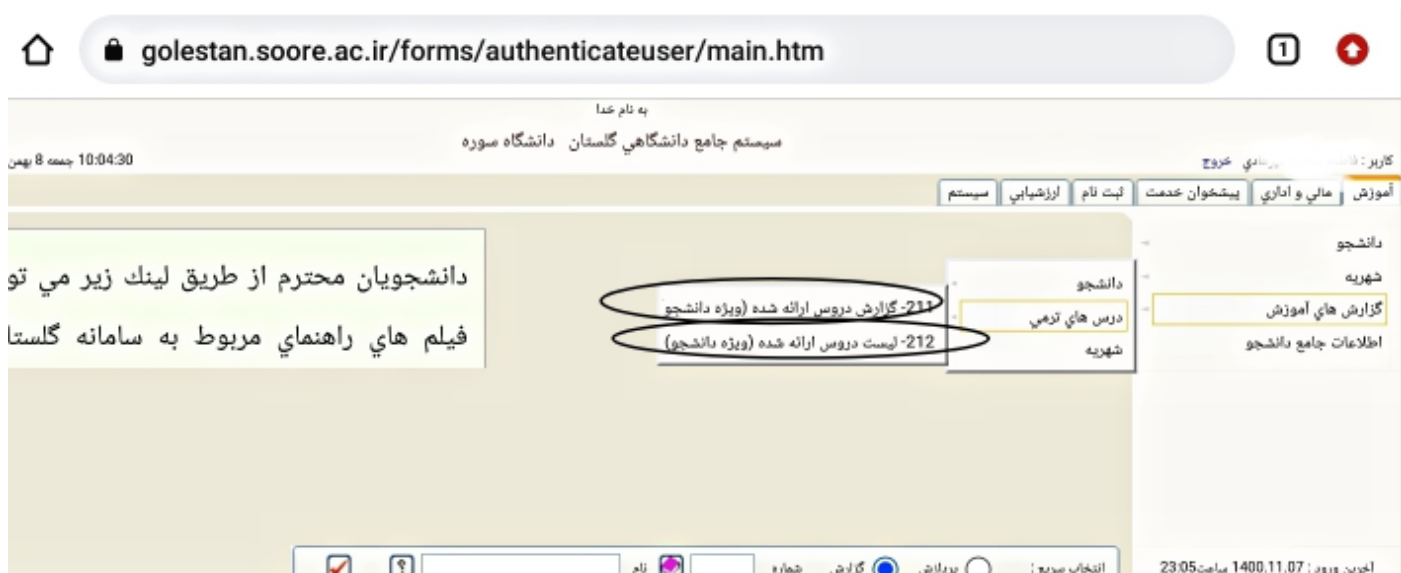 golestan.soore.ac.ir/forms/authenticateuser/main.htm
1
به نام خدا
سيستم جامع دانشگاهي گلستان دانشگاه سوره
كاربر : خروج
10:04:30 جمعه 8 بهمن
آموزش مالي و اداري پيشخوان خدمت ثبت نام ارزشيابي سيستم
دانشجو
شهريه
گزارش هاي آموزش
اطلاعات جامع دانشجو
دانشجو
درس هاي ترمي
شهريه
211- گزارش دروس ارائه شده (ويژه دانشجو
212- ليست دروس ارائه شده (ويژه دانشجو)
دانشجويان محترم از طريق لينك زير مي تو
فيلم هاي راهنماي مربوط به سامانه گلستا
آخرين ورود : 1400.11.07 ساعت23:05
انتخاب سريع : پردازش گزارش شماره نام ؟